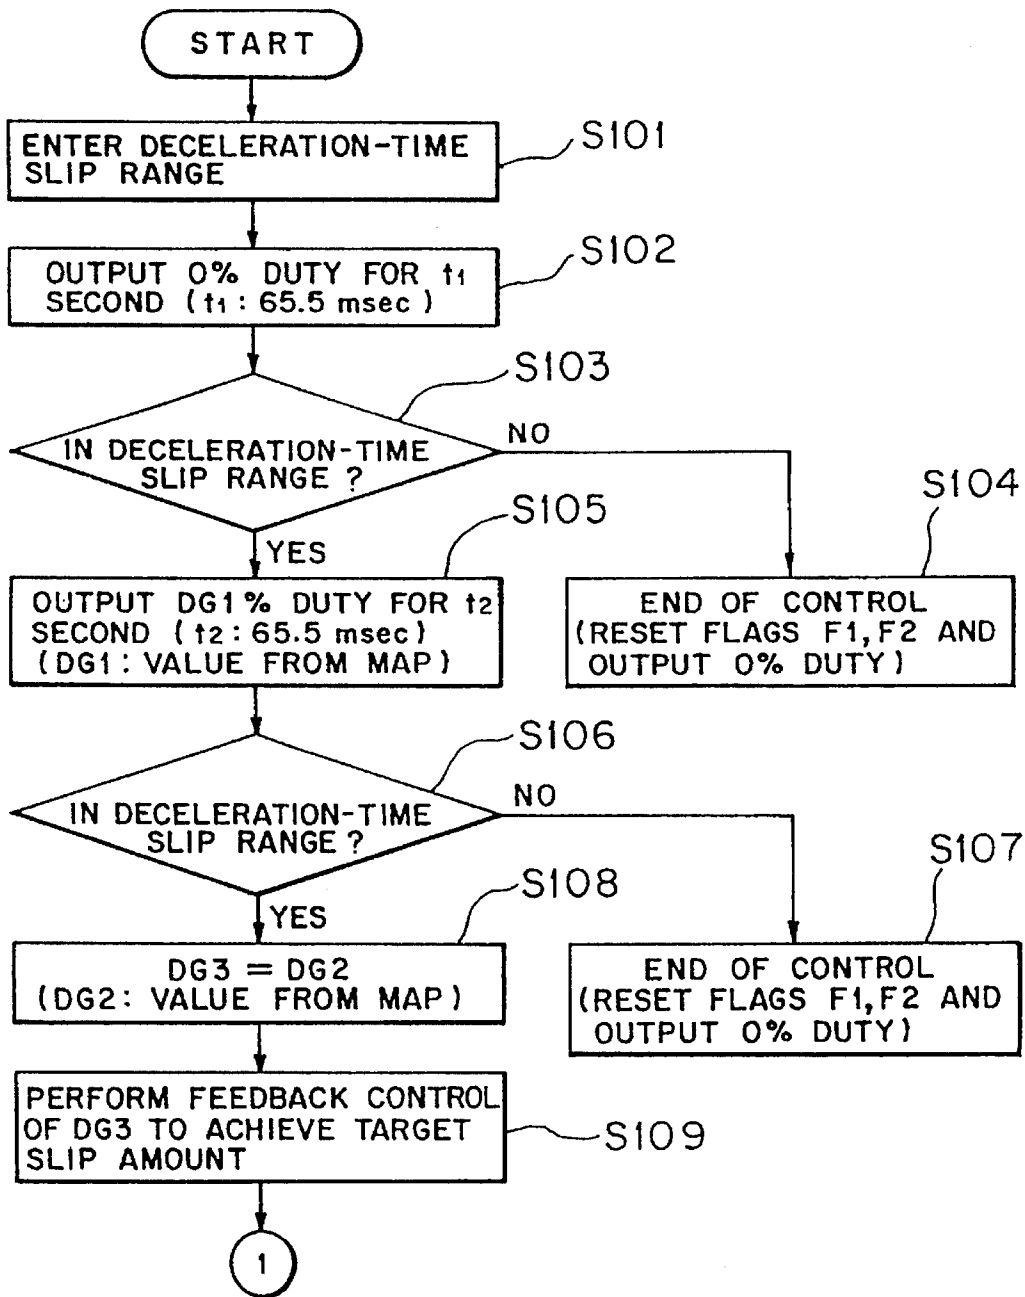 START
ENTER DECELERATION-TIME
SLIP RANGE
S101
OUTPUT 0% DUTY FOR t1
SECOND (t1: 65.5 msec)
S102
S103
IN DECELERATION-TIME
SLIP RANGE ?
NO
YES
S104
END OF CONTROL
(RESET FLAGS F1,F2 AND
OUTPUT 0% DUTY)
S105
OUTPUT DG1% DUTY FOR t2
SECOND (t2: 65.5 msec)
(DG1: VALUE FROM MAP)
S106
IN DECELERATION-TIME
SLIP RANGE ?
NO
YES
S107
END OF CONTROL
(RESET FLAGS F1,F2 AND
OUTPUT 0% DUTY)
S108
DG3 = DG2
(DG2: VALUE FROM MAP)
PERFORM FEEDBACK CONTROL
OF DG3 TO ACHIEVE TARGET
SLIP AMOUNT
S109
1